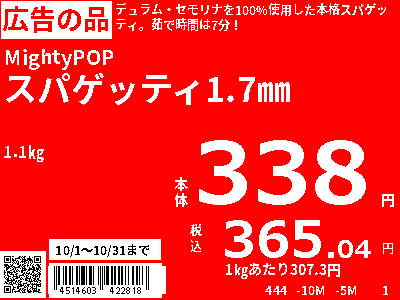 広告の品
デュラム・セモリナを100%使用した本格スパゲッティ。茹で時間は7分！
MightyPOP
スパゲッティ1.7㎜
1.1kg
本体 338 円
税込 365.04 円
1kgあたり307.3円
10/1〜10/31まで
4514603 422818
444 -10M -5M 1